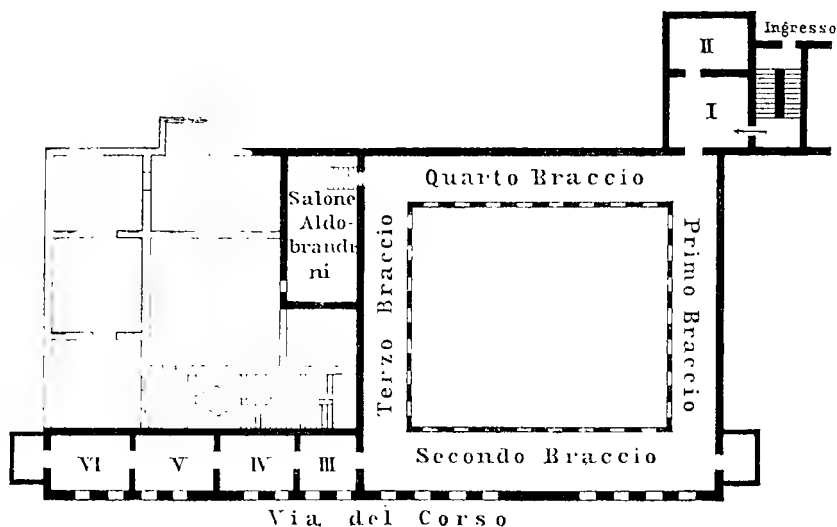 Ingresso
II
I
Quarto Braccio
Salone
Aldo-
brandi
ni
Terzo Braccio
Primo Braccio
VI
V
IV
III
Secondo Braccio
Via del Corso